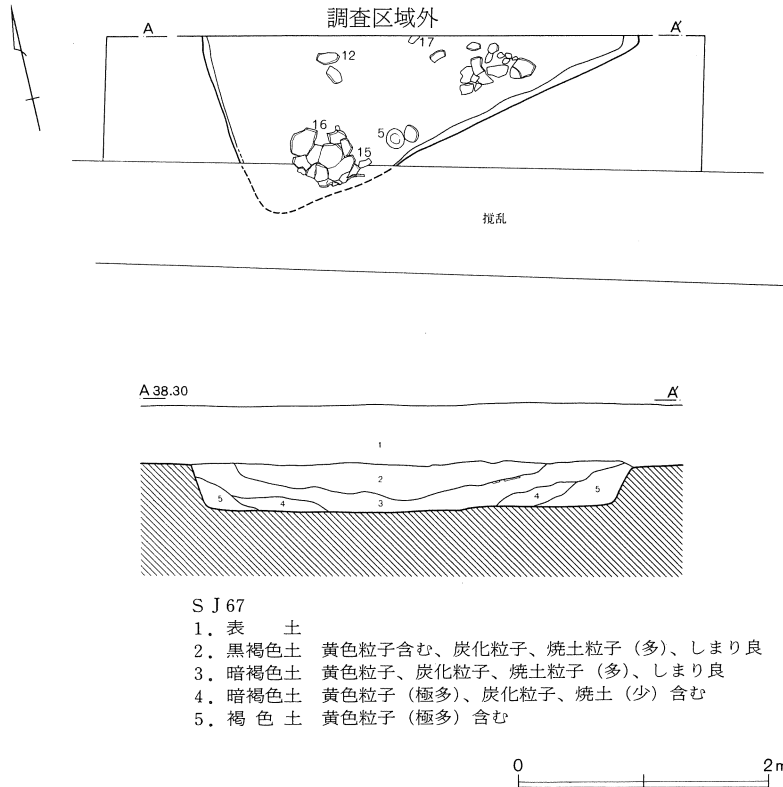 調査区域外
A A′
17
12
16
5
15
撹乱
A 38.30 A′
1
2
5 4 3 4 5
ＳＪ67
1．表　　土
2．黒褐色土　黄色粒子含む、炭化粒子、焼土粒子（多）、しまり良
3．暗褐色土　黄色粒子、炭化粒子、焼土粒子（多）、しまり良
4．暗褐色土　黄色粒子（極多）、炭化粒子、焼土（少）含む
5．褐 色 土　黄色粒子（極多）含む
0 2m